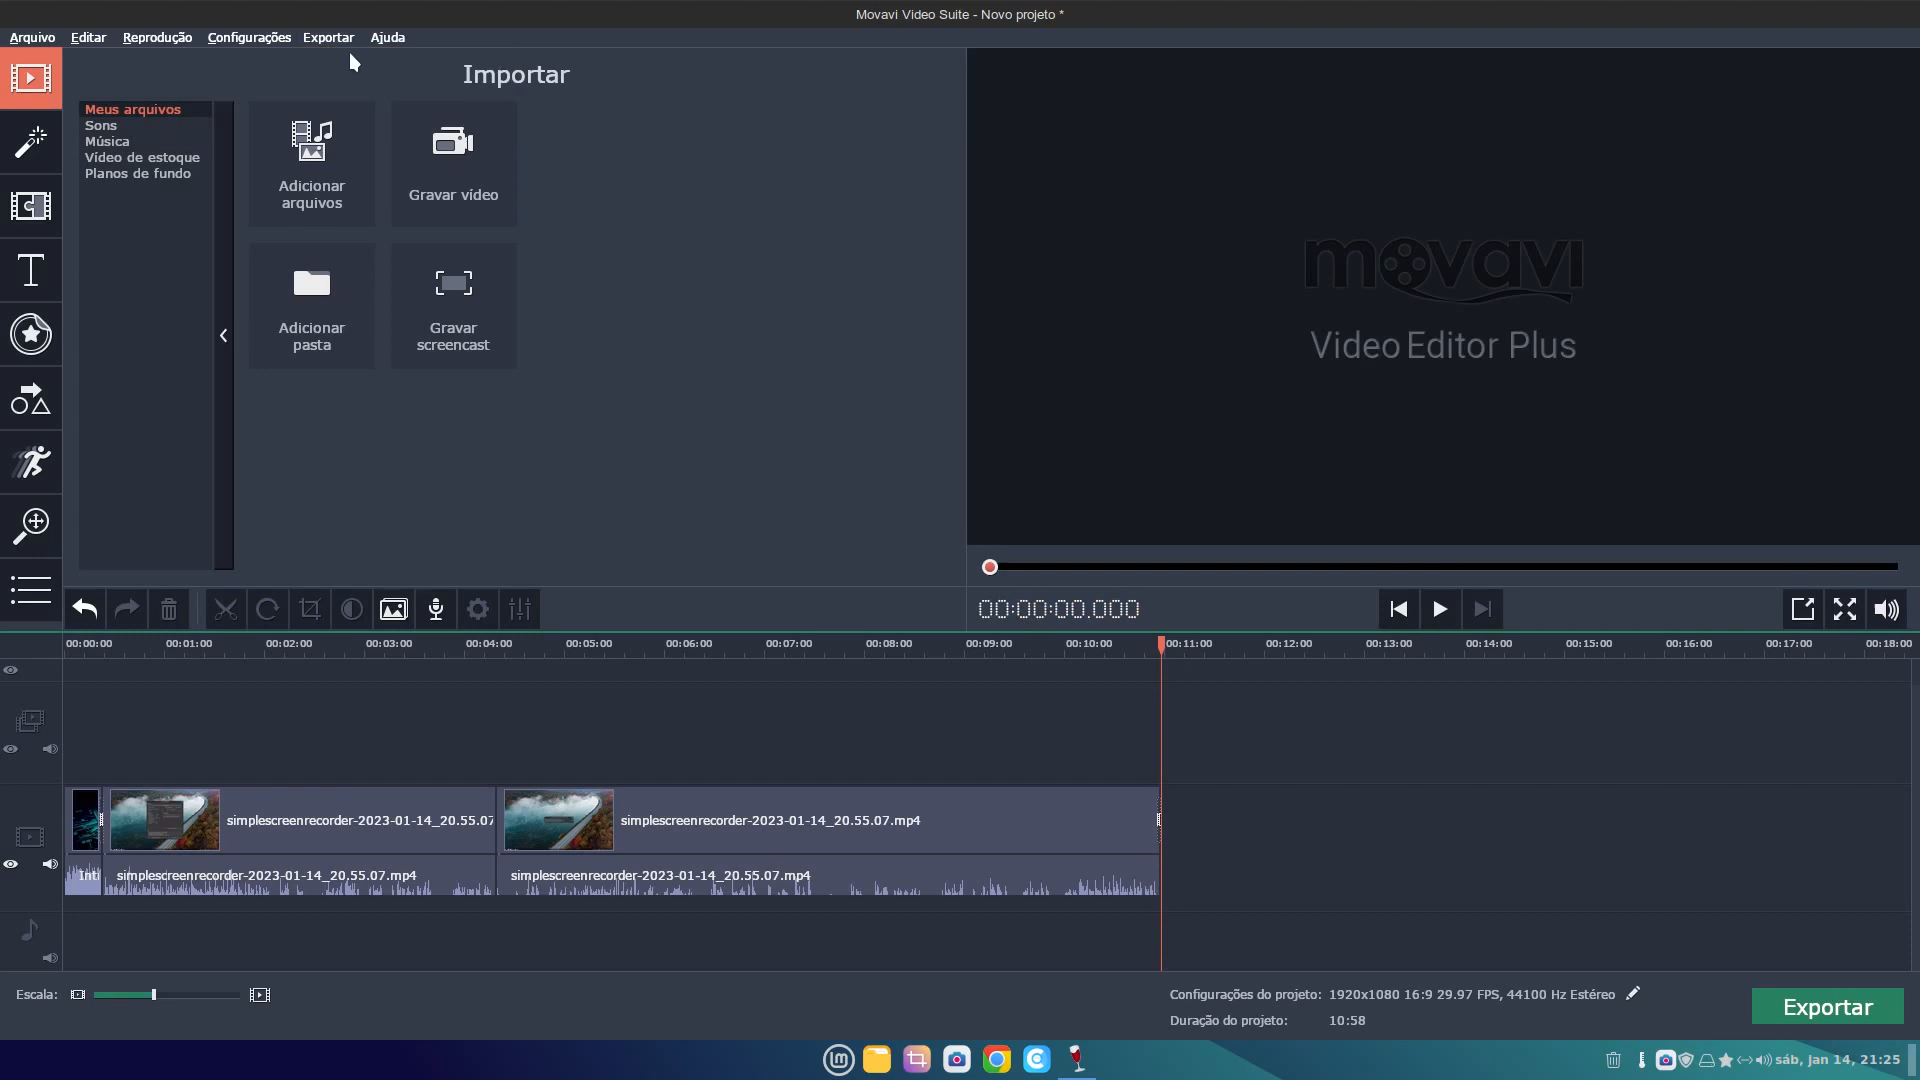 Movavi Video Suite - Novo projeto *
Arquivo Editar Reprodução Configurações Exportar Ajuda
Importar
Meus arquivos
Sons
Música
Vídeo de estoque
Planos de fundo
Adicionar
arquivos
Gravar vídeo
Adicionar
pasta
Gravar
screencast
movavi
Video Editor Plus
00:00:00.000
00:00:00 00:01:00 00:02:00 00:03:00 00:04:00 00:05:00 00:06:00 00:07:00 00:08:00 00:09:00 00:10:00 00:11:00 00:12:00 00:13:00 00:14:00 00:15:00 00:16:00 00:17:00 00:18:00
simplescreenrecorder-2023-01-14_20.55.07 simplescreenrecorder-2023-01-14_20.55.07.mp4
Inti simplescreenrecorder-2023-01-14_20.55.07.mp4 simplescreenrecorder-2023-01-14_20.55.07.mp4
Escala:
Configurações do projeto: 1920x1080 16:9 29.97 FPS, 44100 Hz Estéreo
Duração do projeto: 10:58
Exportar
sáb, jan 14, 21:25